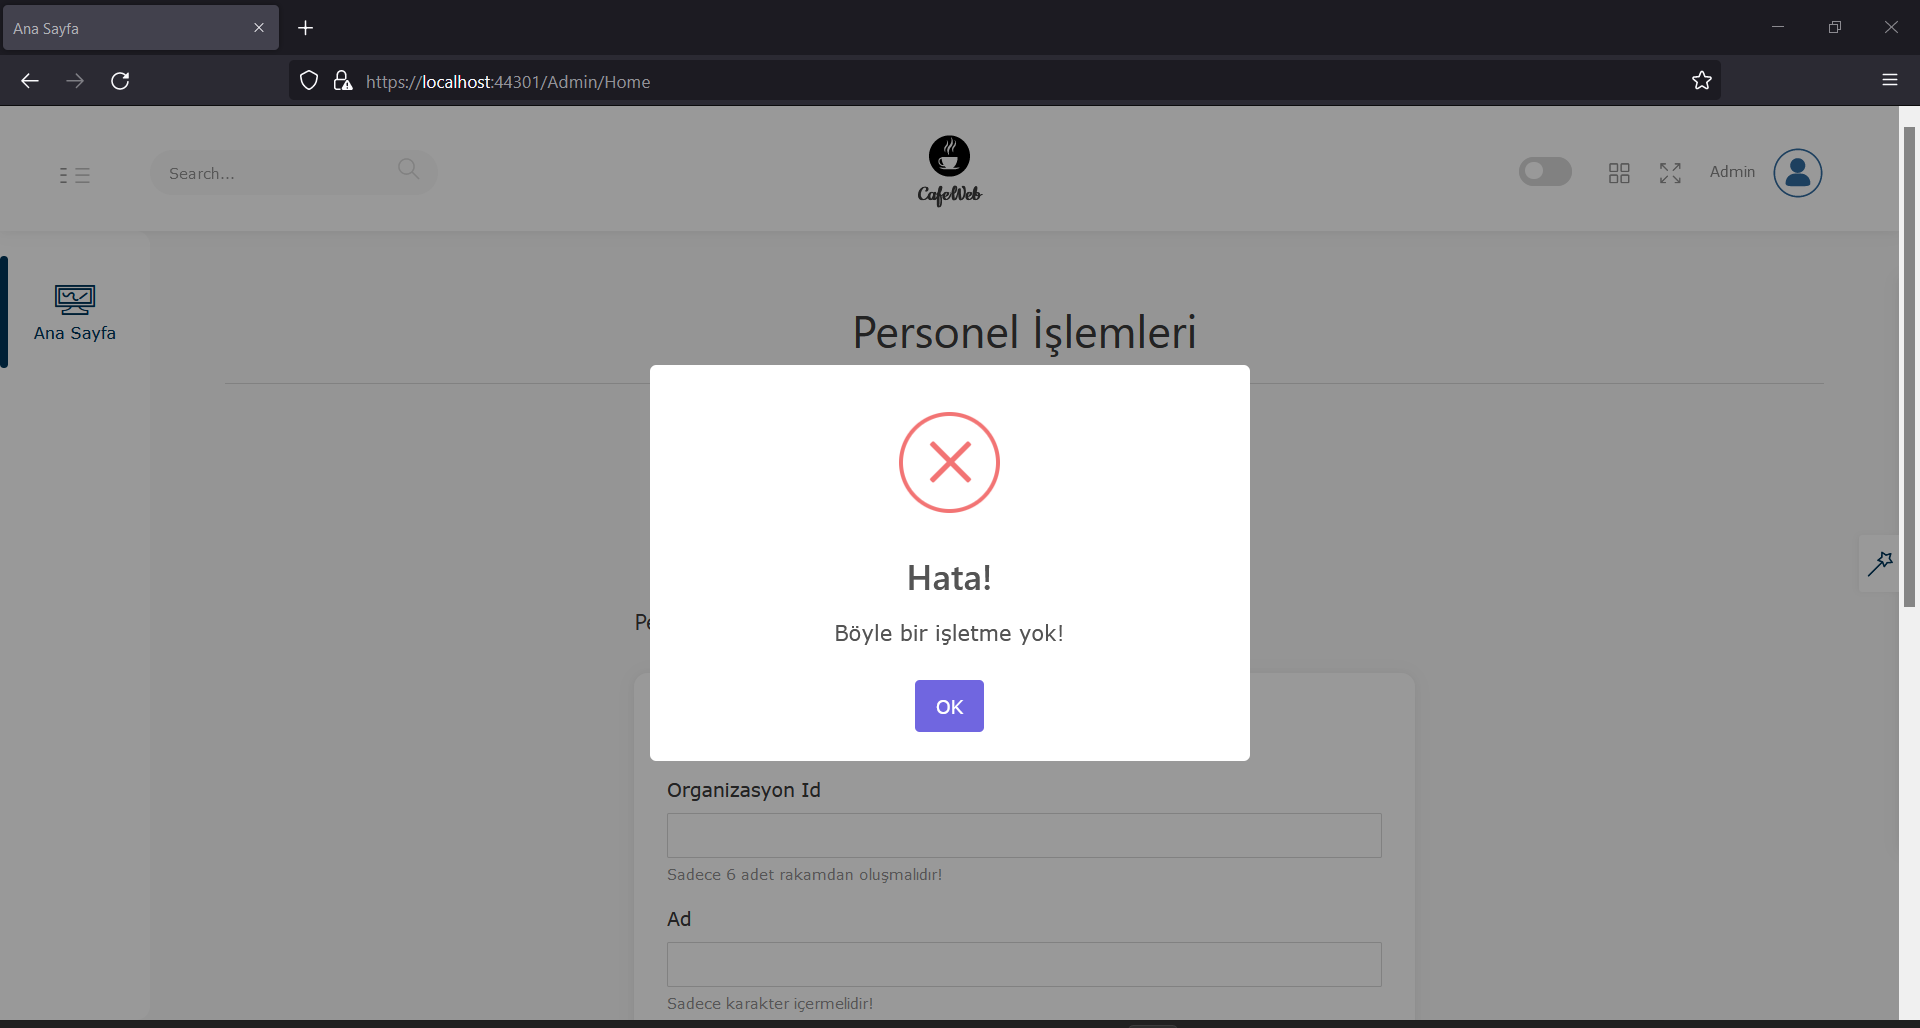 Ana Sayfa
https://localhost:44301/Admin/Home
Search...
CafeWeb
Admin
Ana Sayfa
Personel İşlemleri
Hata!
Böyle bir işletme yok!
OK
Organizasyon Id
Sadece 6 adet rakamdan oluşmalıdır!
Ad
Sadece karakter içermelidir!